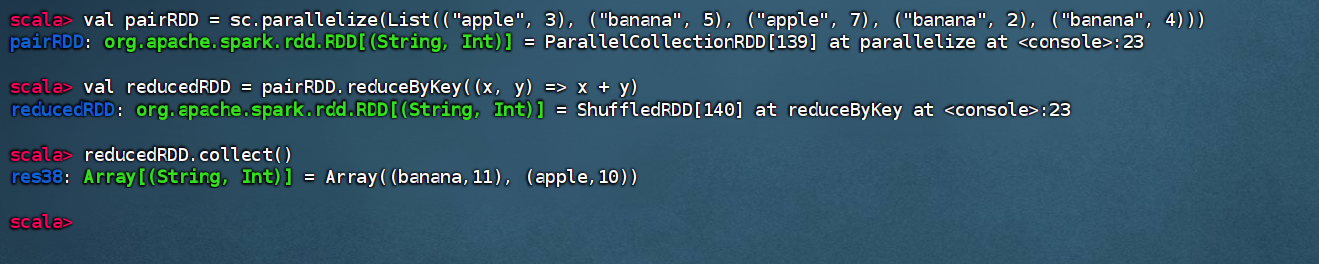 scala> val pairRDD = sc.parallelize(List(("apple", 3), ("banana", 5), ("apple", 7), ("banana", 2), ("banana", 4)))
pairRDD: org.apache.spark.rdd.RDD[(String, Int)] = ParallelCollectionRDD[139] at parallelize at <console>:23
scala> val reducedRDD = pairRDD.reduceByKey((x, y) => x + y)
reducedRDD: org.apache.spark.rdd.RDD[(String, Int)] = ShuffledRDD[140] at reduceByKey at <console>:23
scala> reducedRDD.collect()
res38: Array[(String, Int)] = Array((banana,11), (apple,10))
scala>